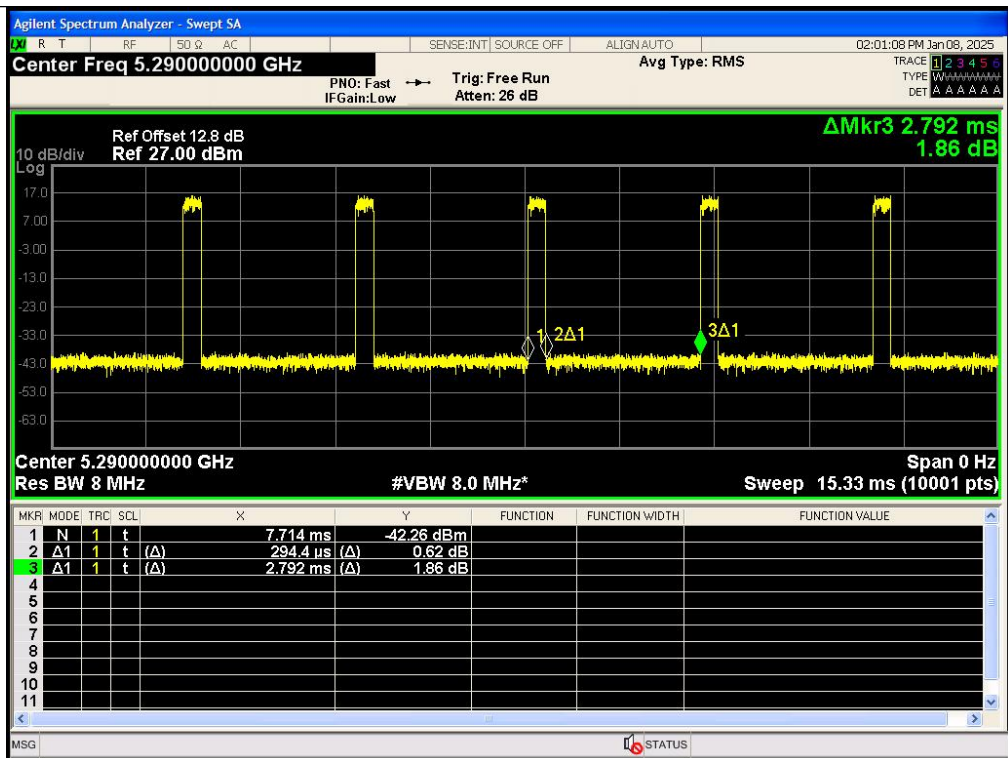 Agilent Spectrum Analyzer - Swept SA
LXI R T RF 50 Ω AC SENSE:INT SOURCE OFF ALIGN AUTO 02:01:08 PM Jan 08, 2025
Center Freq 5.290000000 GHz
PNO: Fast
IFGain:Low
Trig: Free Run
Atten: 26 dB
Avg Type: RMS
TRACE 1 2 3 4 5 6
TYPE W
DET A A A A A A
ΔMkr3 2.792 ms
1.86 dB
Ref Offset 12.8 dB
10 dB/div Ref 27.00 dBm
Log
17.0
7.00
-3.00
-13.0
-23.0
-33.0
-43.0
-53.0
-63.0
1 2Δ1 3Δ1
Center 5.290000000 GHz Span 0 Hz
Res BW 8 MHz #VBW 8.0 MHz* Sweep 15.33 ms (10001 pts)
MKR MODE TRC SCL X Y FUNCTION FUNCTION WIDTH FUNCTION VALUE
1 N 1 t 7.714 ms -42.26 dBm
2 Δ1 1 t (Δ) 294.4 µs (Δ) 0.62 dB
3 Δ1 1 t (Δ) 2.792 ms (Δ) 1.86 dB
4
5
6
7
8
9
10
11
MSG STATUS